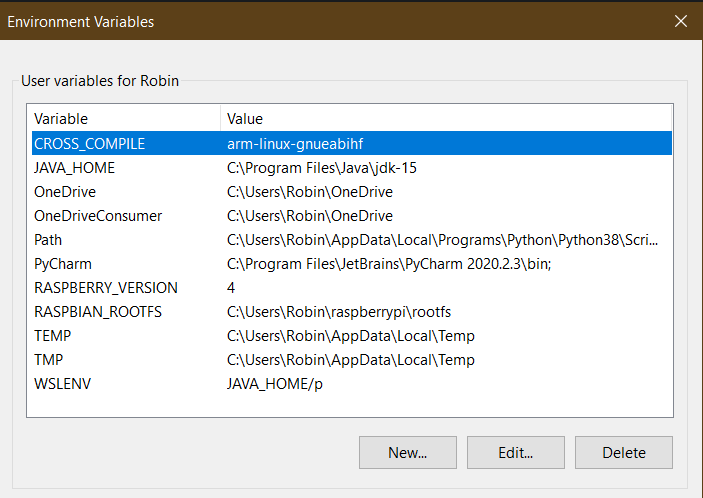 Environment Variables
User variables for Robin
Variable Value
CROSS_COMPILE arm-linux-gnueabihf
JAVA_HOME C:\Program Files\Java\jdk-15
OneDrive C:\Users\Robin\OneDrive
OneDriveConsumer C:\Users\Robin\OneDrive
Path C:\Users\Robin\AppData\Local\Programs\Python\Python38\Scri...
PyCharm C:\Program Files\JetBrains\PyCharm 2020.2.3\bin;
RASPBERRY_VERSION 4
RASPBIAN_ROOTFS C:\Users\Robin\raspberrypi\rootfs
TEMP C:\Users\Robin\AppData\Local\Temp
TMP C:\Users\Robin\AppData\Local\Temp
WSLENV JAVA_HOME/p
New... Edit... Delete